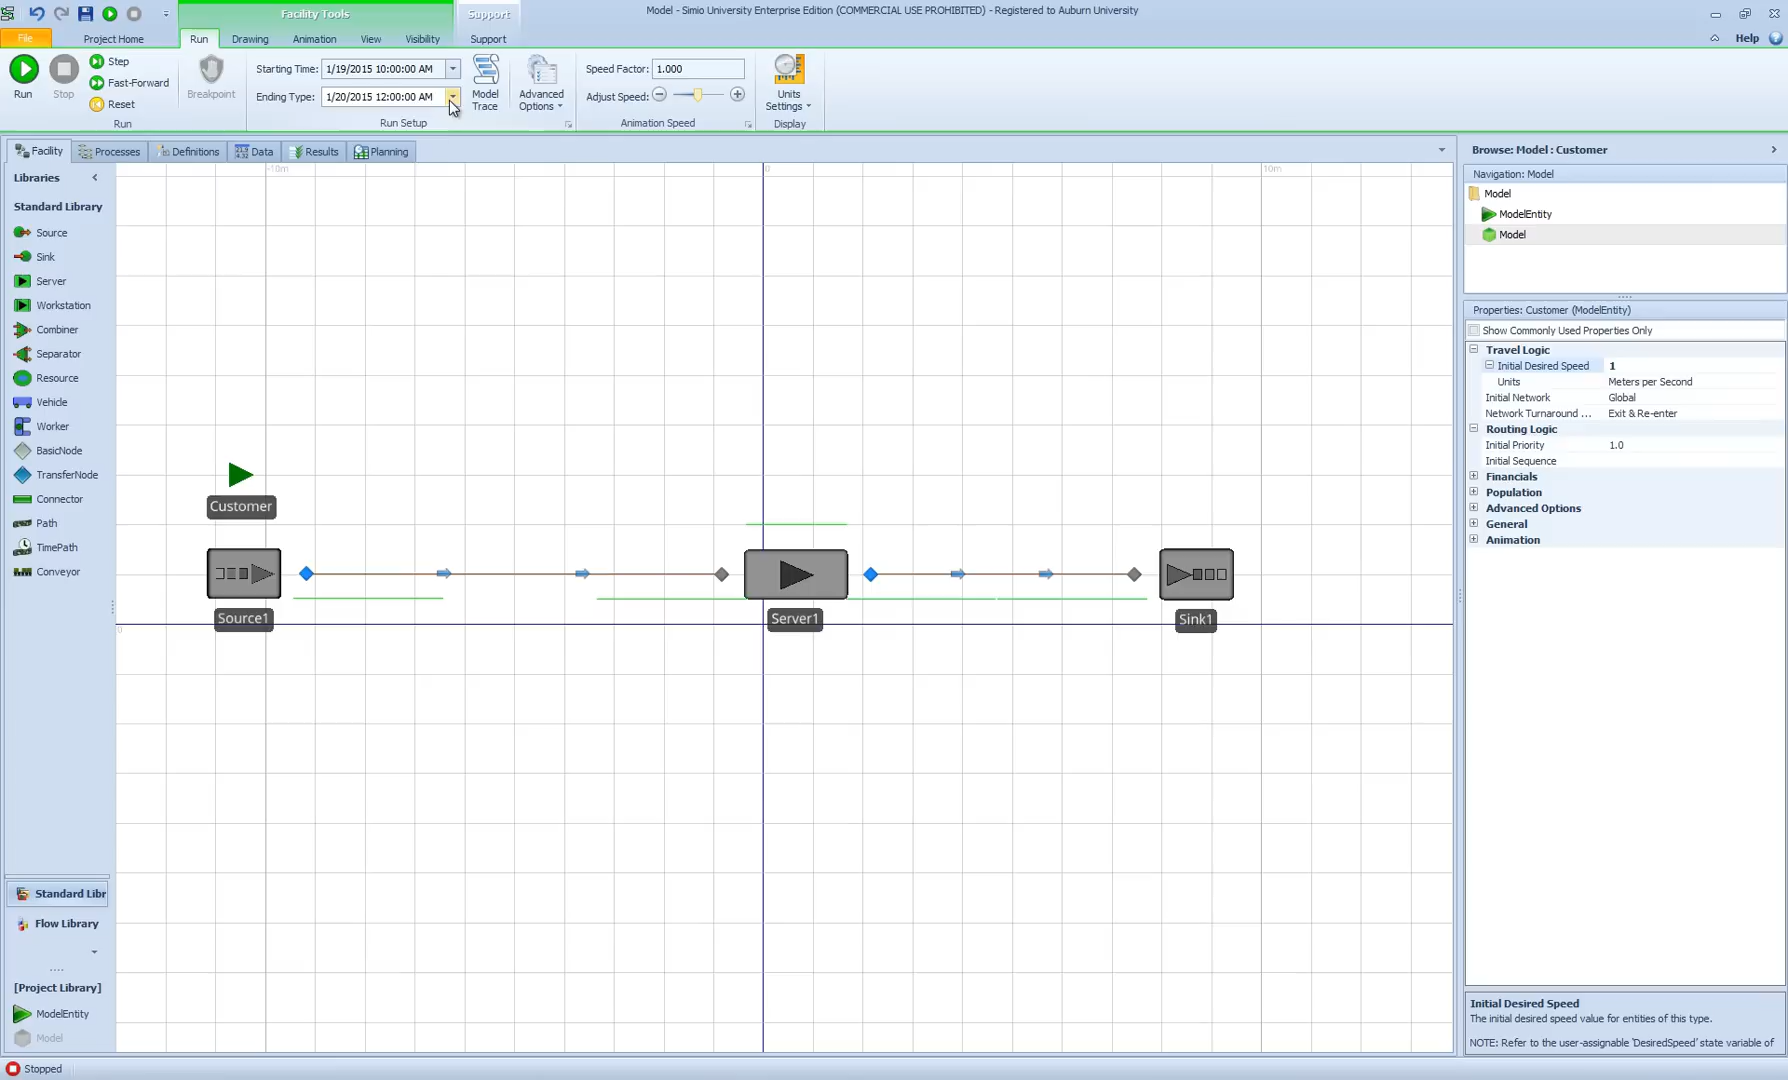 Facility Tools
Support
Model - Simio University Enterprise Edition (COMMERCIAL USE PROHIBITED) - Registered to Auburn University
File
Project Home
Run
Drawing
Animation
View
Visibility
Support
Help
Run
Stop
Step
Fast-Forward
Reset
Run
Breakpoint
Starting Time: 1/19/2015 10:00:00 AM
Ending Type: 1/20/2015 12:00:00 AM
Run Setup
Model
Trace
Advanced
Options
Speed Factor: 1.000
Adjust Speed:
Animation Speed
Units
Settings
Display
Facility
Processes
Definitions
Data
Results
Planning
Libraries
Standard Library
Source
Sink
Server
Workstation
Combiner
Separator
Resource
Vehicle
Worker
BasicNode
TransferNode
Connector
Path
TimePath
Conveyor
Standard Libr
Flow Library
[Project Library]
ModelEntity
Model
-10m
0
10m
0
Customer
Source1
Server1
Sink1
Browse: Model : Customer
Navigation: Model
Model
ModelEntity
Model
Properties: Customer (ModelEntity)
Show Commonly Used Properties Only
Travel Logic
Initial Desired Speed 1
Units Meters per Second
Initial Network Global
Network Turnaround ... Exit & Re-enter
Routing Logic
Initial Priority 1.0
Initial Sequence
Financials
Population
Advanced Options
General
Animation
Initial Desired Speed
The initial desired speed value for entities of this type.
NOTE: Refer to the user-assignable 'DesiredSpeed' state variable of
Stopped